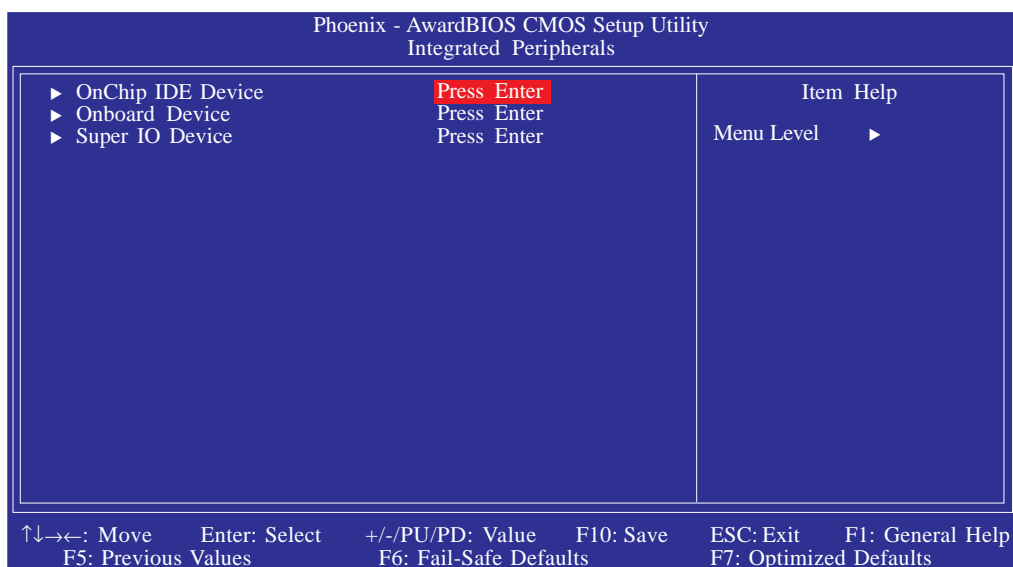 Phoenix - AwardBIOS CMOS Setup Utility
Integrated Peripherals
▶ OnChip IDE Device Press Enter
▶ Onboard Device Press Enter
▶ Super IO Device Press Enter
Item Help
Menu Level ▶
↑↓→←: Move Enter: Select +/-/PU/PD: Value F10: Save ESC: Exit F1: General Help
F5: Previous Values F6: Fail-Safe Defaults F7: Optimized Defaults